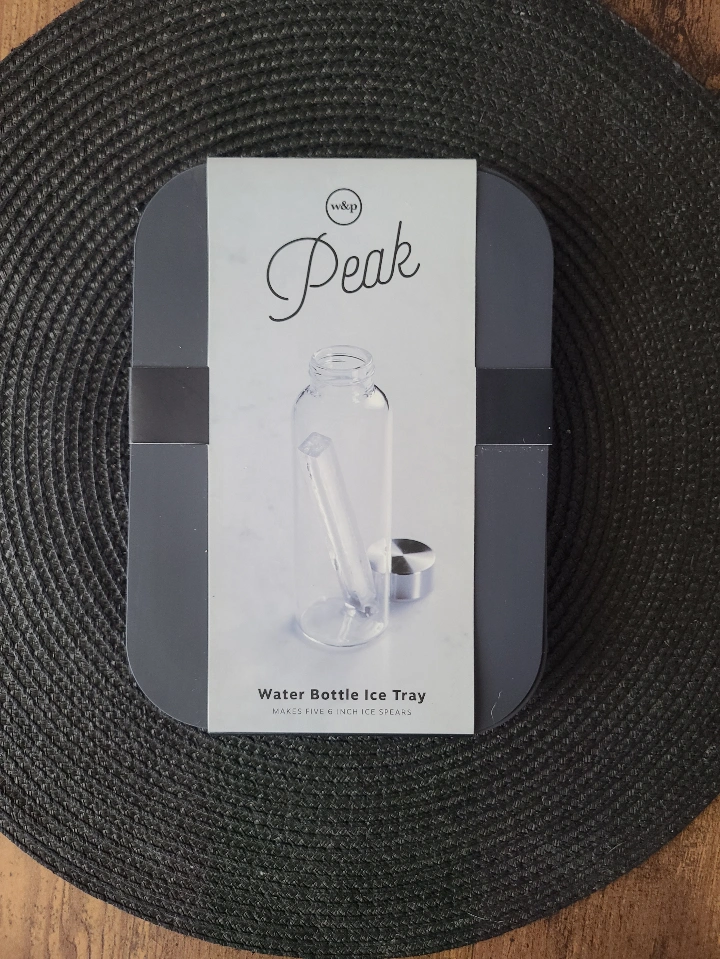 w&p
Peak
Water Bottle Ice Tray
MAKES FIVE 6 INCH ICE SPEARS